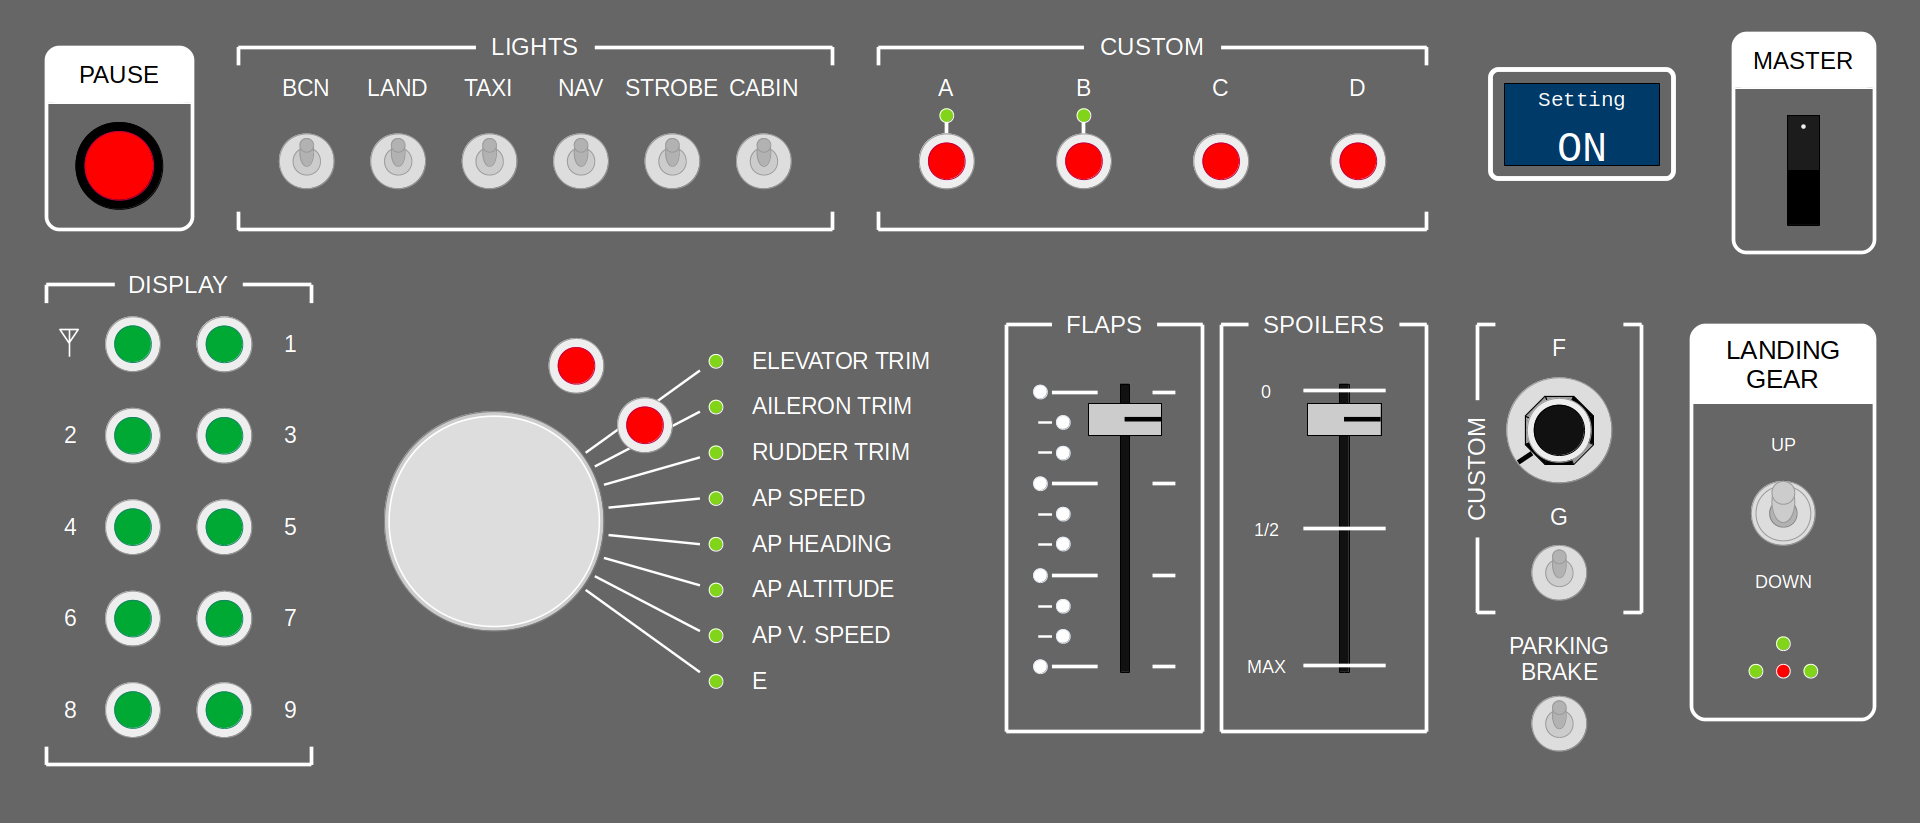 PAUSE
LIGHTS
BCN LAND TAXI NAV STROBE CABIN
CUSTOM
A B C D
Setting
ON
MASTER
DISPLAY
1
2 3
4 5
6 7
8 9
ELEVATOR TRIM
AILERON TRIM
RUDDER TRIM
AP SPEED
AP HEADING
AP ALTITUDE
AP V. SPEED
E
FLAPS
SPOILERS
0
1/2
MAX
CUSTOM
F
G
PARKING
BRAKE
LANDING
GEAR
UP
DOWN